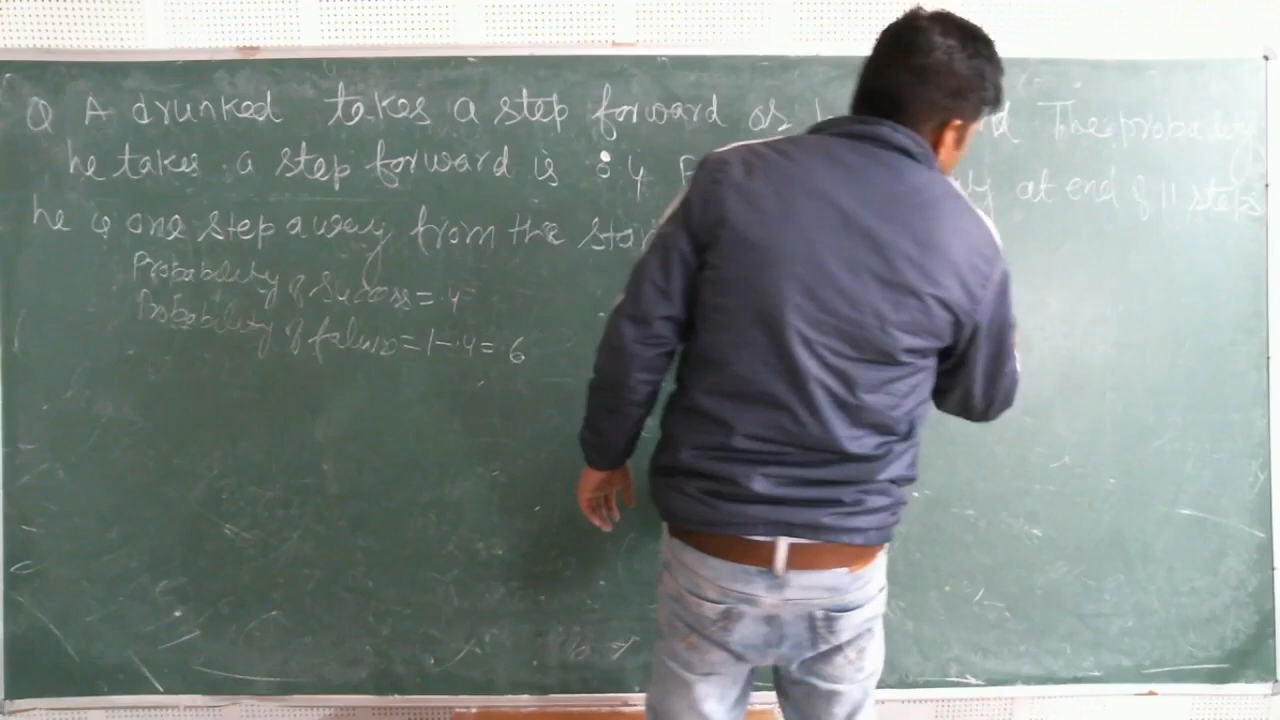 Q A drunked takes a step forward as The probability
he takes a step forward is .4 at end of 11 steps
he is one step away from the
Probability of Success = .4
Probability of failure = 1 - .4 = 6